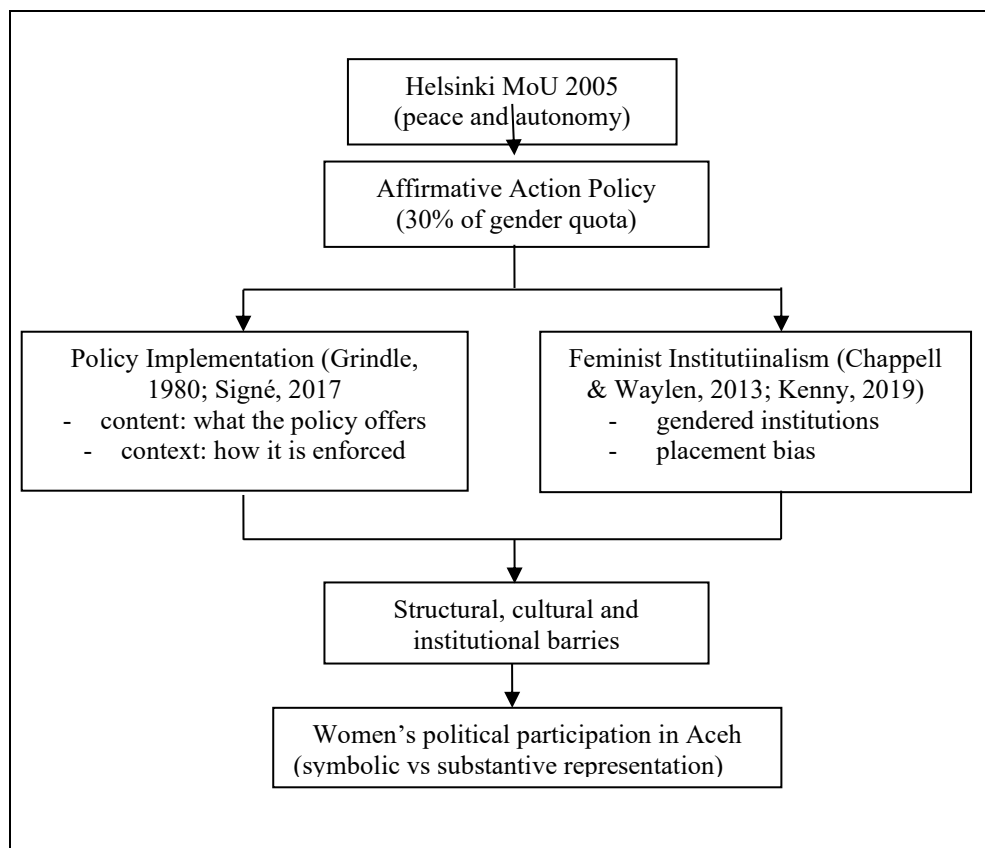 Helsinki MoU 2005
(peace and autonomy)
Affirmative Action Policy
(30% of gender quota)
Policy Implementation (Grindle,
1980; Signé, 2017
- content: what the policy offers
- context: how it is enforced
Feminist Institutiinalism (Chappell
& Waylen, 2013; Kenny, 2019)
- gendered institutions
- placement bias
Structural, cultural and
institutional barries
Women’s political participation in Aceh
(symbolic vs substantive representation)